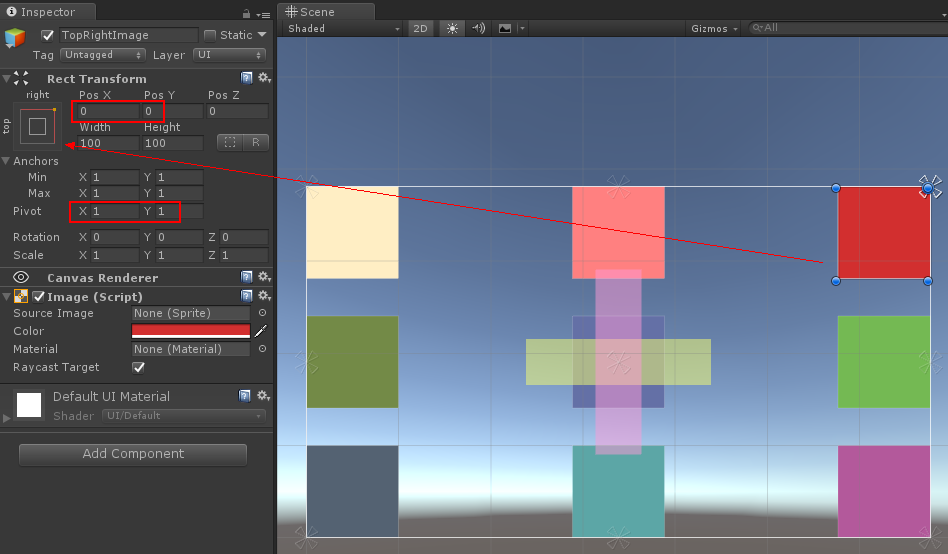 Inspector
TopRightImage Static
Tag Untagged Layer UI
Rect Transform
right Pos X Pos Y Pos Z
top
0 0 0
Width Height
100 100 R
Anchors
Min X 1 Y 1
Max X 1 Y 1
Pivot X 1 Y 1
Rotation X 0 Y 0 Z 0
Scale X 1 Y 1 Z 1
Canvas Renderer
Image (Script)
Source Image None (Sprite)
Color
Material None (Material)
Raycast Target
Default UI Material
Shader UI/Default
Add Component
Scene
Shaded 2D Gizmos All